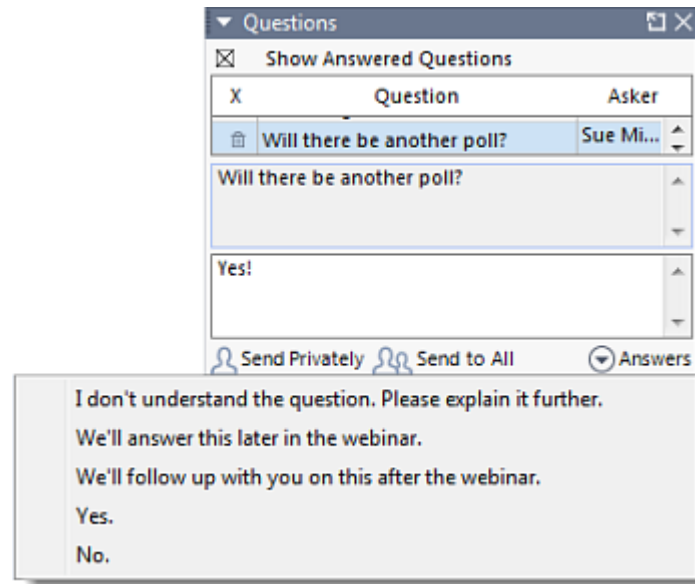 Questions
Show Answered Questions
X Question Asker
Will there be another poll? Sue Mi...
Will there be another poll?
Yes!
Send Privately Send to All Answers
I don't understand the question. Please explain it further.
We'll answer this later in the webinar.
We'll follow up with you on this after the webinar.
Yes.
No.